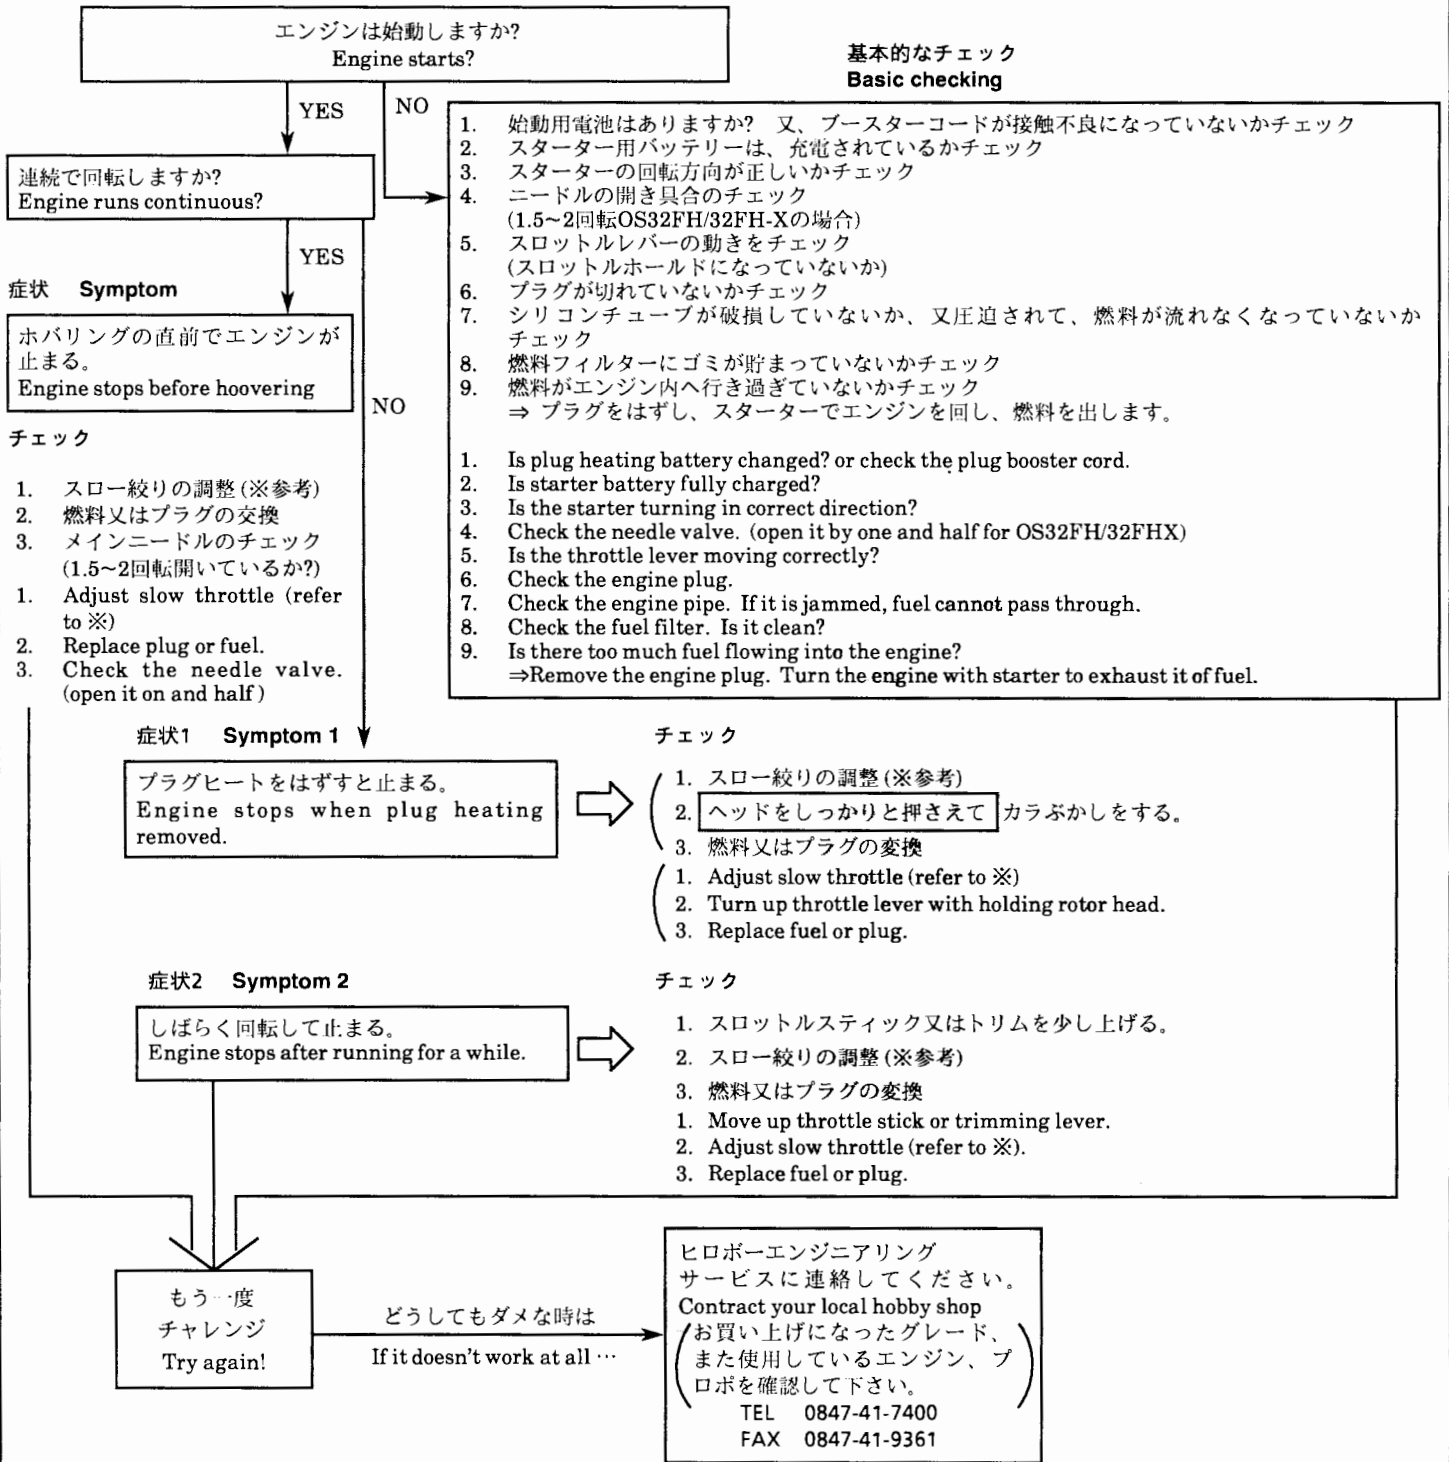 エンジンは始動しますか?
Engine starts?
基本的なチェック
Basic checking
YES
NO
1. 始動用電池はありますか? 又、ブースターコードが接触不良になっていないかチェック
2. スターター用バッテリーは、充電されているかチェック
3. スターターの回転方向が正しいかチェック
4. ニードルの開き具合のチェック
(1.5~2回転OS32FH/32FH-Xの場合)
5. スロットルレバーの動きをチェック
(スロットルホールドになっていないか)
6. プラグが切れていないかチェック
7. シリコンチューブが破損していないか、又圧迫されて、燃料が流れなくなっていないか
チェック
8. 燃料フィルターにゴミが貯まっていないかチェック
9. 燃料がエンジン内へ行き過ぎていないかチェック
⇒ プラグをはずし、スターターでエンジンを回し、燃料を出します。
1. Is plug heating battery changed? or check the plug booster cord.
2. Is starter battery fully charged?
3. Is the starter turning in correct direction?
4. Check the needle valve. (open it by one and half for OS32FH/32FHX)
5. Is the throttle lever moving correctly?
6. Check the engine plug.
7. Check the engine pipe. If it is jammed, fuel cannot pass through.
8. Check the fuel filter. Is it clean?
9. Is there too much fuel flowing into the engine?
⇒Remove the engine plug. Turn the engine with starter to exhaust it of fuel.
連続で回転しますか?
Engine runs continuous?
YES
NO
症状 Symptom
ホバリングの直前でエンジンが
止まる。
Engine stops before hoovering
チェック
1. スロー絞りの調整(※参考)
2. 燃料又はプラグの交換
3. メインニードルのチェック
(1.5~2回転開いているか?)
1. Adjust slow throttle (refer
to ※)
2. Replace plug or fuel.
3. Check the needle valve.
(open it on and half)
症状1 Symptom 1
プラグヒートをはずすと止まる。
Engine stops when plug heating
removed.
チェック
1. スロー絞りの調整(※参考)
2. ヘッドをしっかりと押さえて カラぶかしをする。
3. 燃料又はプラグの変換
1. Adjust slow throttle (refer to ※)
2. Turn up throttle lever with holding rotor head.
3. Replace fuel or plug.
症状2 Symptom 2
しばらく回転して止まる。
Engine stops after running for a while.
チェック
1. スロットルスティック又はトリムを少し上げる。
2. スロー絞りの調整(※参考)
3. 燃料又はプラグの変換
1. Move up throttle stick or trimming lever.
2. Adjust slow throttle (refer to ※).
3. Replace fuel or plug.
もう一度
チャレンジ
Try again!
どうしてもダメな時は
If it doesn't work at all …
ヒロボーエンジニアリング
サービスに連絡してください。
Contract your local hobby shop
(お買い上げになったグレード、
また使用しているエンジン、プ
ロポを確認して下さい。)
TEL 0847-41-7400
FAX 0847-41-9361